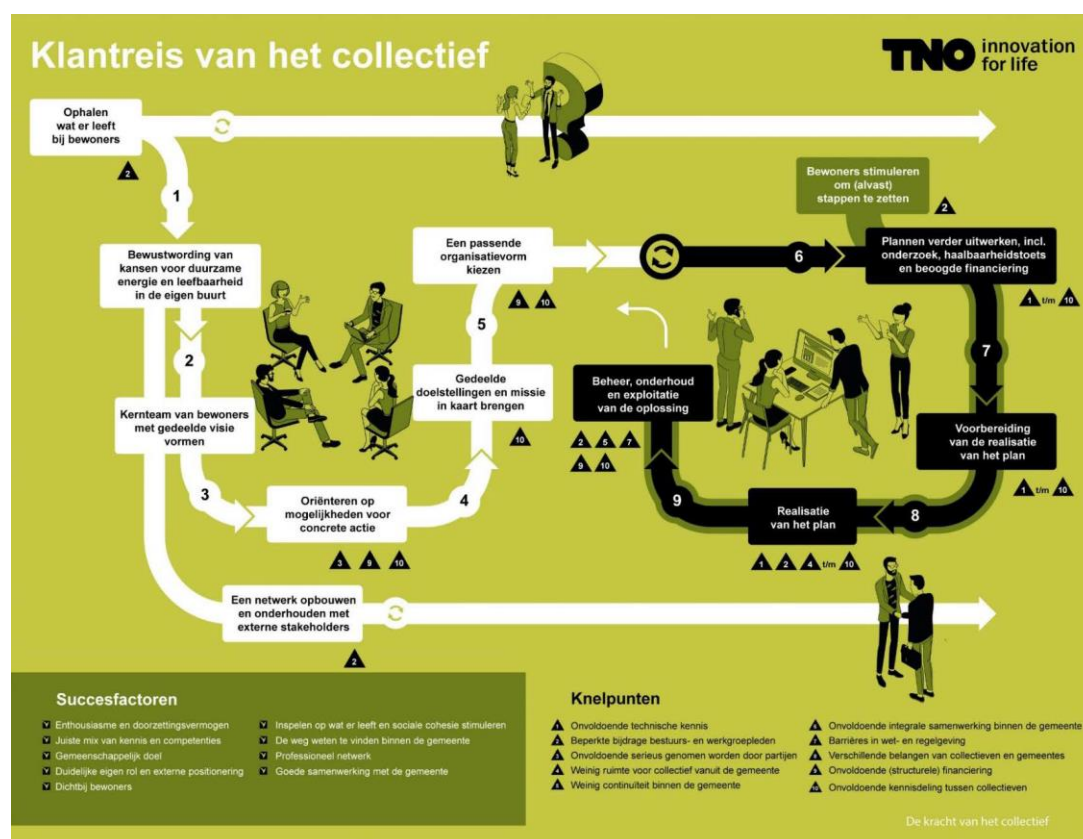 Klantreis van het collectief
TNO innovation
for life
Ophalen
wat er leeft
bij bewoners
2
1
Bewustwording van
kansen voor duurzame
energie en leefbaarheid
in de eigen buurt
2
Kernteam van bewoners
met gedeelde visie
vormen
3
Oriënteren op
mogelijkheden voor
concrete actie
3 9 10
4
Gedeelde
doelstellingen en missie
in kaart brengen
10
5
Een passende
organisatievorm
kiezen
9 10
6
Bewoners stimuleren
om (alvast)
stappen te zetten
2
Plannen verder uitwerken, incl.
onderzoek, haalbaarheidstoets
en beoogde financiering
1 t/m 10
7
Voorbereiding
van de realisatie
van het plan
1 t/m 10
8
Realisatie
van het plan
1 2 4 t/m 10
9
Beheer, onderhoud
en exploitatie
van de oplossing
2 5 7
9 10
Een netwerk opbouwen
en onderhouden met
externe stakeholders
2
Succesfactoren
Enthousiasme en doorzettingsvermogen
Juiste mix van kennis en competenties
Gemeenschappelijk doel
Duidelijke eigen rol en externe positionering
Dichtbij bewoners
Inspelen op wat er leeft en sociale cohesie stimuleren
De weg weten te vinden binnen de gemeente
Professioneel netwerk
Goede samenwerking met de gemeente
Knelpunten
1 Onvoldoende technische kennis
2 Beperkte bijdrage bestuurs- en werkgroepleden
3 Onvoldoende serieus genomen worden door partijen
4 Weinig ruimte voor collectief vanuit de gemeente
5 Weinig continuïteit binnen de gemeente
6 Onvoldoende integrale samenwerking binnen de gemeente
7 Barrières in wet- en regelgeving
8 Verschillende belangen van collectieven en gemeentes
9 Onvoldoende (structurele) financiering
10 Onvoldoende kennisdeling tussen collectieven
De kracht van het collectief